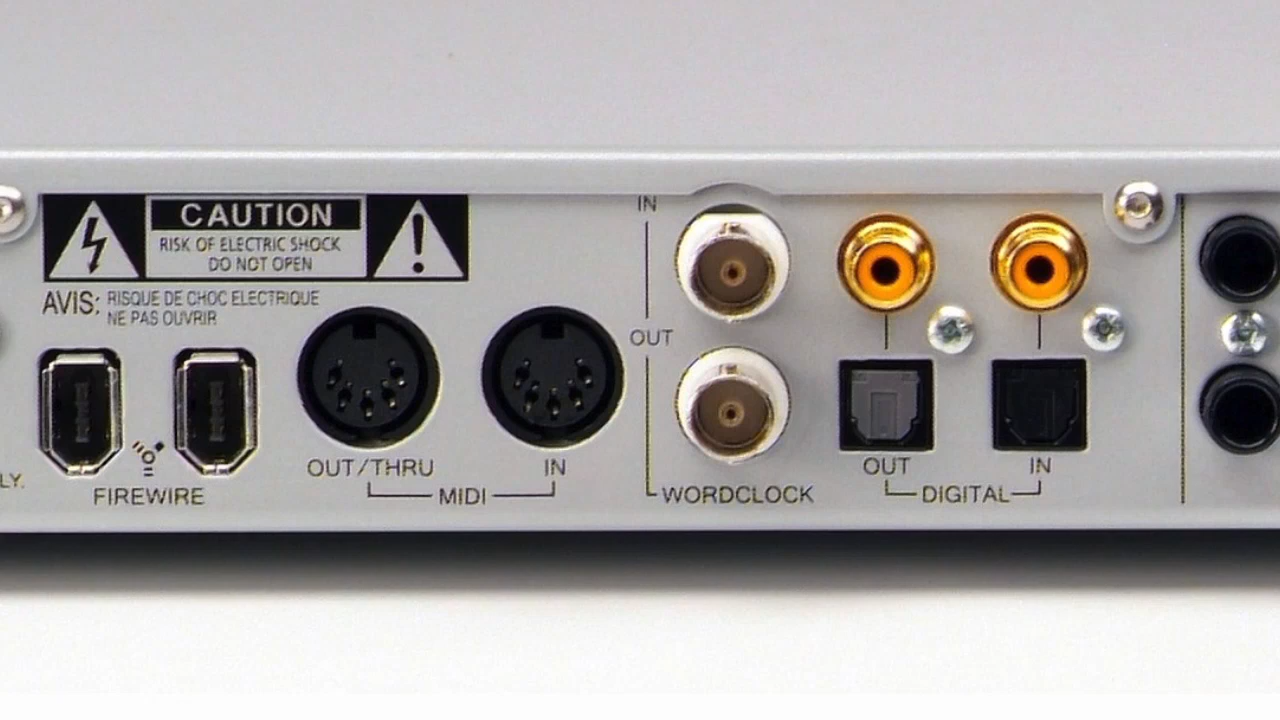 CAUTION
RISK OF ELECTRIC SHOCK
DO NOT OPEN
AVIS: RISQUE DE CHOC ELECTRIQUE
NE PAS OUVRIR
LY.
FIREWIRE
OUT/THRU
IN
MIDI
IN
OUT
WORDCLOCK
OUT
IN
DIGITAL